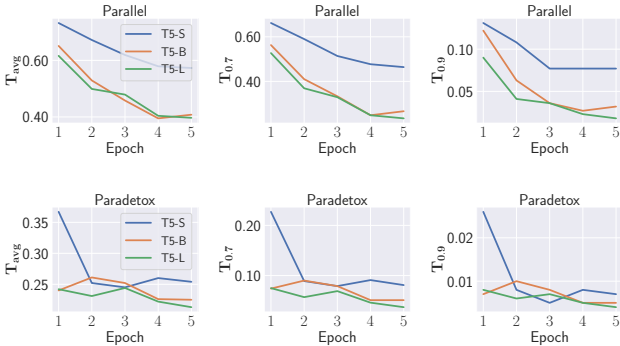 Parallel
T5-S
T5-B
T5-L
0.60
0.40
T_avg
1 2 3 4 5
Epoch
Parallel
0.60
0.40
T_0.7
1 2 3 4 5
Epoch
Parallel
0.10
0.05
T_0.9
1 2 3 4 5
Epoch
Paradetox
T5-S
T5-B
T5-L
0.35
0.30
0.25
T_avg
1 2 3 4 5
Epoch
Paradetox
0.20
0.10
T_0.7
1 2 3 4 5
Epoch
Paradetox
0.02
0.01
T_0.9
1 2 3 4 5
Epoch